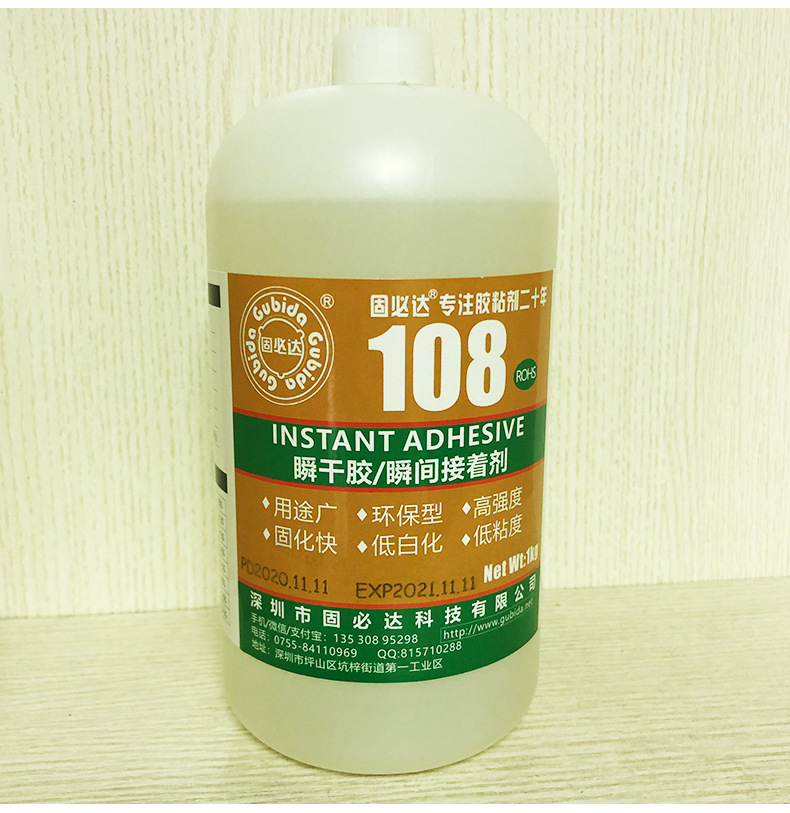 Gubida Gubida Gubida
固必达
®
固必达® 专注胶粘剂二十年
108
ROHS
INSTANT ADHESIVE
瞬干胶/瞬间接着剂
♦用途广 ♦环保型 ♦高强度
♦固化快 ♦低白化 ♦低粘度
PD2020.11.11 EXP2021.11.11 Net Wt:1kg
深圳市固必达科技有限公司
手机/微信/支付宝: 135 308 95298 http://www.gubida.net
电话: 0755-84110969 QQ:815710288
地址: 深圳市坪山区坑梓街道第一工业区